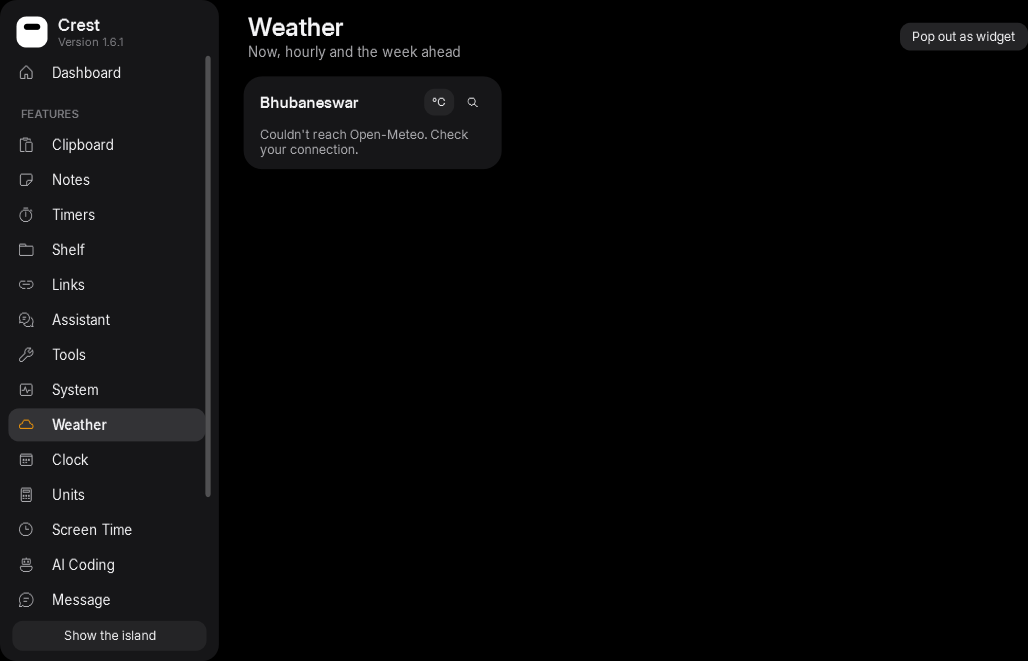 Crest
Version 1.6.1
Dashboard
FEATURES
Clipboard
Notes
Timers
Shelf
Links
Assistant
Tools
System
Weather
Clock
Units
Screen Time
AI Coding
Message
Show the island
Weather
Now, hourly and the week ahead
Pop out as widget
Bhubaneswar
°C
Couldn't reach Open-Meteo. Check
your connection.